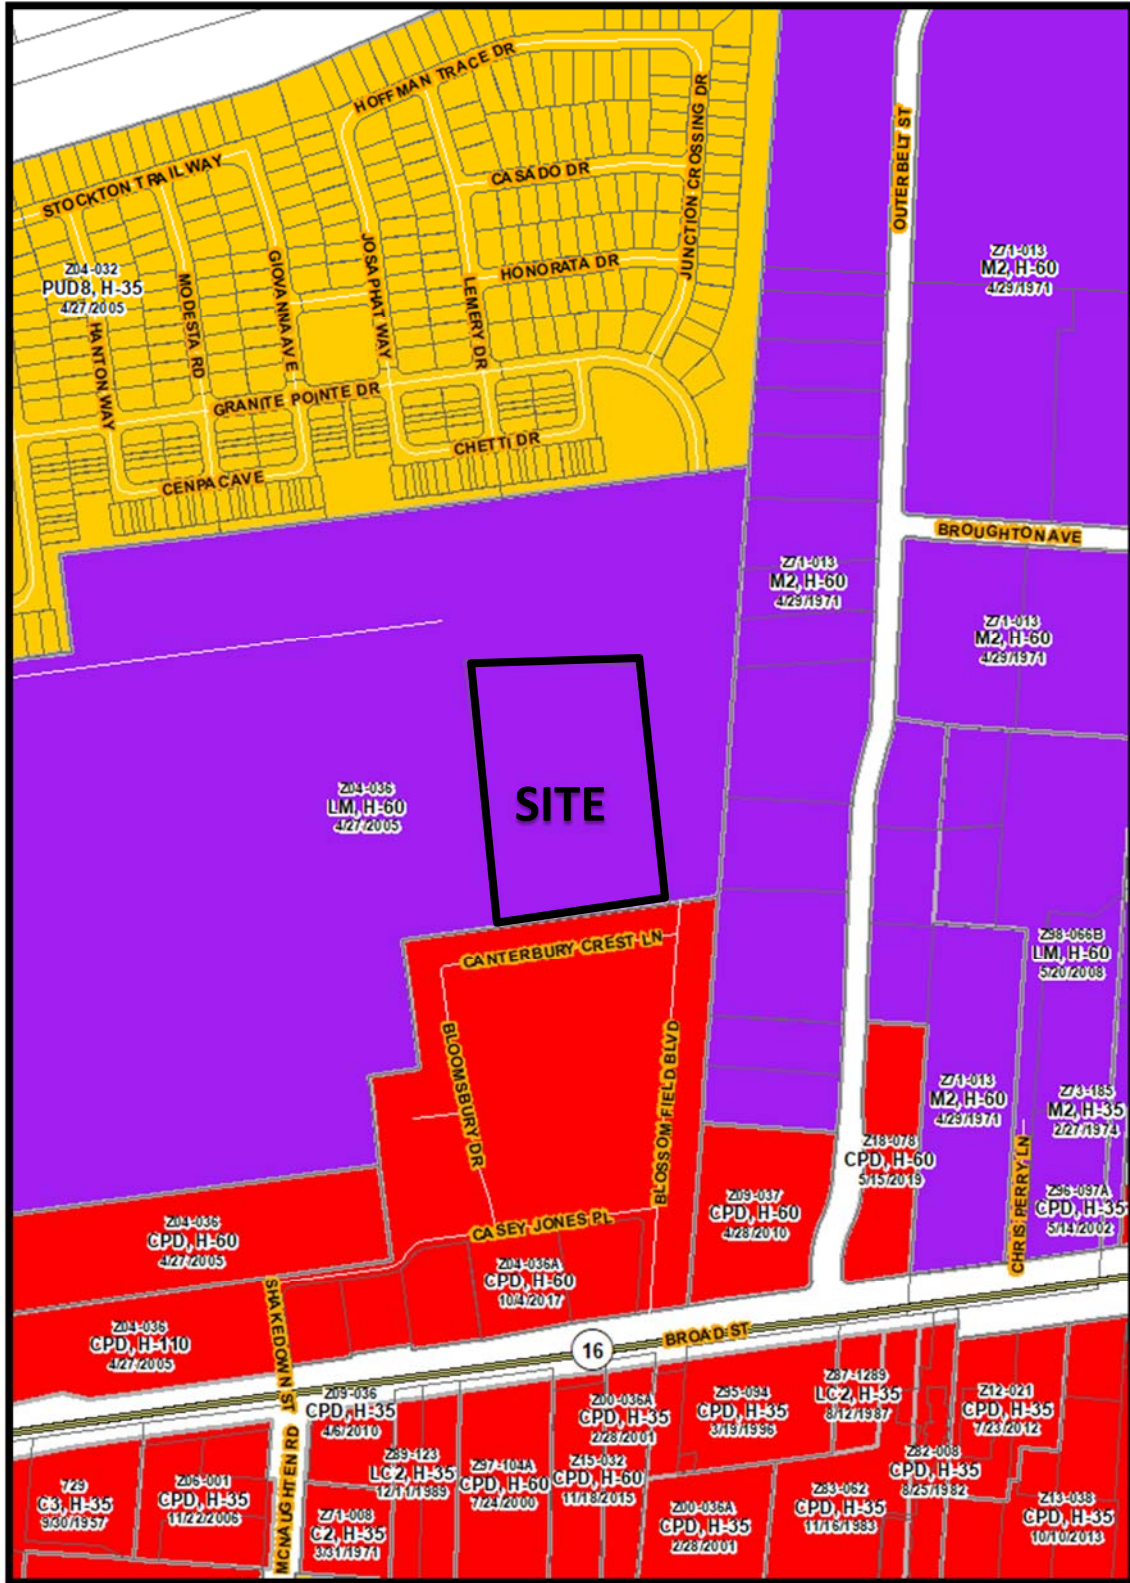 HOFFMAN TRACE DR
STOCKTON TRAIL WAY
CASADO DR
JUNCTION CROSSING DR
OUTERBELT ST
HONORATA DR
JOSAPHAT WAY
GIOVANNA AVE
LEMERY DR
MODESTA RD
HANTON WAY
Z04-032
PUD8, H-35
4/27/2005
Z71-013
M2, H-60
4/29/1971
GRANITE POINTE DR
CHETTI DR
CENPAC AVE
BROUGHTON AVE
Z71-013
M2, H-60
4/29/1971
Z71-013
M2, H-60
4/29/1971
Z04-036
LM, H-60
4/27/2005
SITE
CANTERBURY CREST LN
Z98-066B
LM, H-60
5/20/2008
BLOOMSBURY DR
BLOSSOM FIELD BLVD
Z71-013
M2, H-60
4/29/1971
Z73-185
M2, H-35
2/27/1974
Z18-078
CPD, H-60
5/15/2019
CHRIS PERRY LN
Z96-097A
CPD, H-35
5/14/2002
Z09-037
CPD, H-60
4/28/2010
CASEY JONES PL
Z04-036
CPD, H-60
4/27/2005
Z04-036A
CPD, H-60
10/4/2017
SHAKEDOWN ST
Z04-036
CPD, H-110
4/27/2005
16
BROAD ST
Z09-036
CPD, H-35
4/6/2010
Z00-036A
CPD, H-35
2/28/2001
Z95-094
CPD, H-35
3/19/1996
Z87-1289
LC2, H-35
8/12/1987
Z12-021
CPD, H-35
7/23/2012
MCNAUGHTEN RD
Z89-123
LC2, H-35
12/11/1989
Z97-104A
CPD, H-60
7/24/2000
Z15-032
CPD, H-60
11/18/2015
Z82-008
CPD, H-35
8/25/1982
729
C3, H-35
9/30/1957
Z06-001
CPD, H-35
11/22/2006
Z71-008
C2, H-35
3/31/1971
Z00-036A
CPD, H-35
2/28/2001
Z83-062
CPD, H-35
11/16/1983
Z13-038
CPD, H-35
10/10/2013